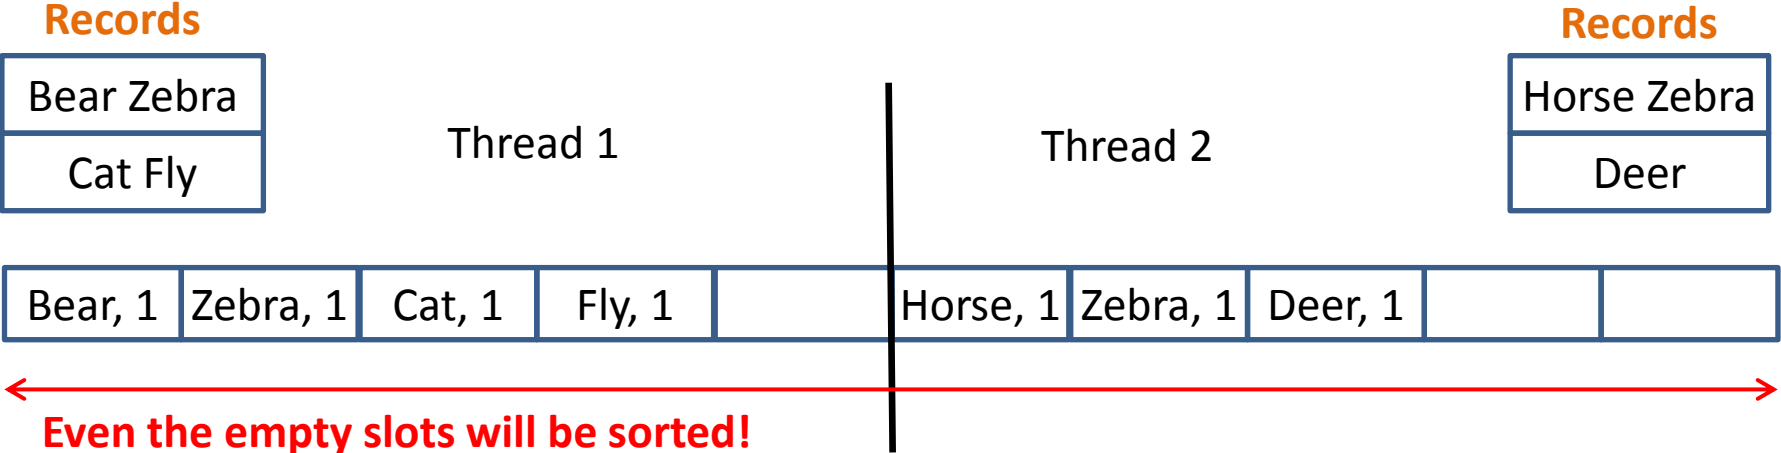 Records
Records
Bear Zebra
Horse Zebra
Thread 1
Thread 2
Cat Fly
Deer
Bear, 1 Zebra, 1 Cat, 1 Fly, 1 Horse, 1 Zebra, 1 Deer, 1
Even the empty slots will be sorted!